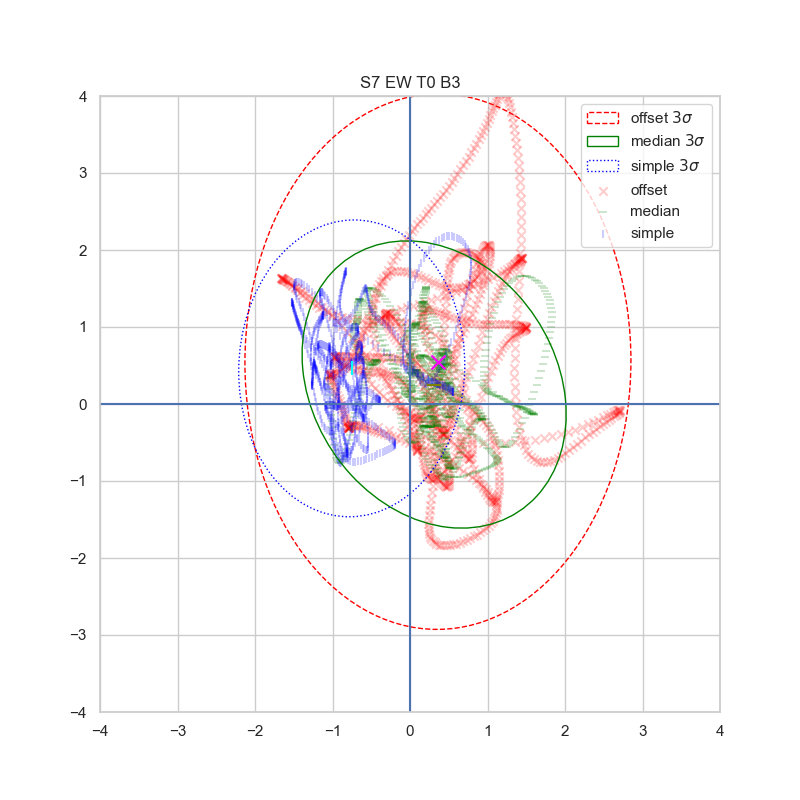 S7 EW T0 B3
offset 3σ
median 3σ
simple 3σ
offset
median
simple
4
3
2
1
0
−1
−2
−3
−4
−4 −3 −2 −1 0 1 2 3 4